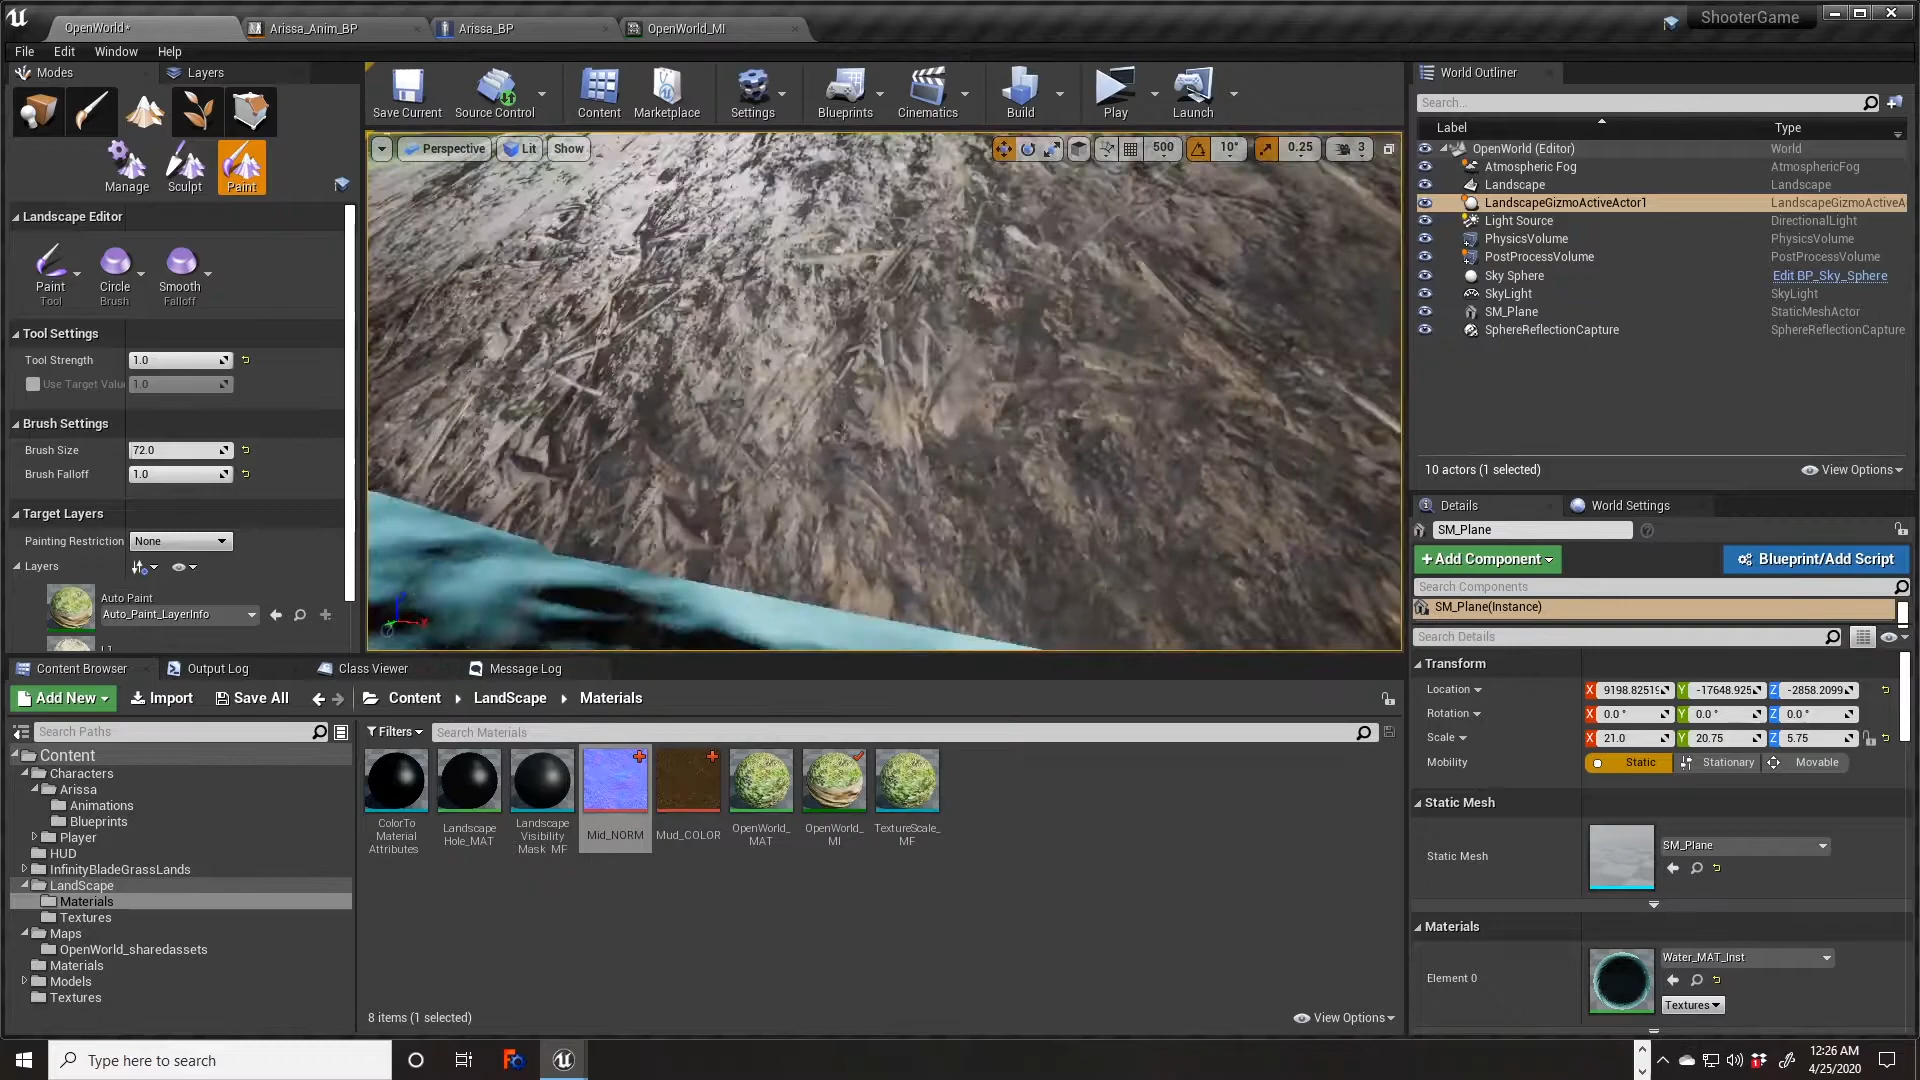 OpenWorld*
Arissa_Anim_BP
Arissa_BP
OpenWorld_MI
ShooterGame
File Edit Window Help
Modes
Layers
Manage Sculpt Paint
Landscape Editor
Paint Circle Smooth
Tool Brush Falloff
Tool Settings
Tool Strength 1.0
Use Target Valu 1.0
Brush Settings
Brush Size 72.0
Brush Falloff 1.0
Target Layers
Painting Restriction None
Layers
Auto Paint
Auto_Paint_LayerInfo
Save Current Source Control Content Marketplace Settings Blueprints Cinematics Build Play Launch
Perspective Lit Show 500 10° 0.25 3
World Outliner
Search...
Label Type
OpenWorld (Editor) World
Atmospheric Fog AtmosphericFog
Landscape Landscape
LandscapeGizmoActiveActor1 LandscapeGizmoActiveA
Light Source DirectionalLight
PhysicsVolume PhysicsVolume
PostProcessVolume PostProcessVolume
Sky Sphere Edit BP_Sky_Sphere
SkyLight SkyLight
SM_Plane StaticMeshActor
SphereReflectionCapture SphereReflectionCapture
10 actors (1 selected) View Options
Details World Settings
SM_Plane
+Add Component Blueprint/Add Script
Search Components
SM_Plane(Instance)
Search Details
Transform
Location X 9198.82519 Y -17648.925 Z -2858.2099
Rotation X 0.0 ° Y 0.0 ° Z 0.0 °
Scale X 21.0 Y 20.75 Z 5.75
Mobility Static Stationary Movable
Static Mesh
Static Mesh SM_Plane
Materials
Element 0 Water_MAT_Inst
Textures
Content Browser Output Log Class Viewer Message Log
Add New Import Save All Content LandScape Materials
Search Paths
Filters Search Materials
Content
Characters
Arissa
Animations
Blueprints
Player
HUD
InfinityBladeGrassLands
LandScape
Materials
Textures
Maps
OpenWorld_sharedassets
Materials
Models
Textures
ColorTo
Material
Attributes
Landscape
Hole_MAT
Landscape
Visibility
Mask_MF
Mid_NORM
Mud_COLOR
OpenWorld_
MAT
OpenWorld_
MI
TextureScale_
MF
8 items (1 selected) View Options
Type here to search
12:26 AM
4/25/2020